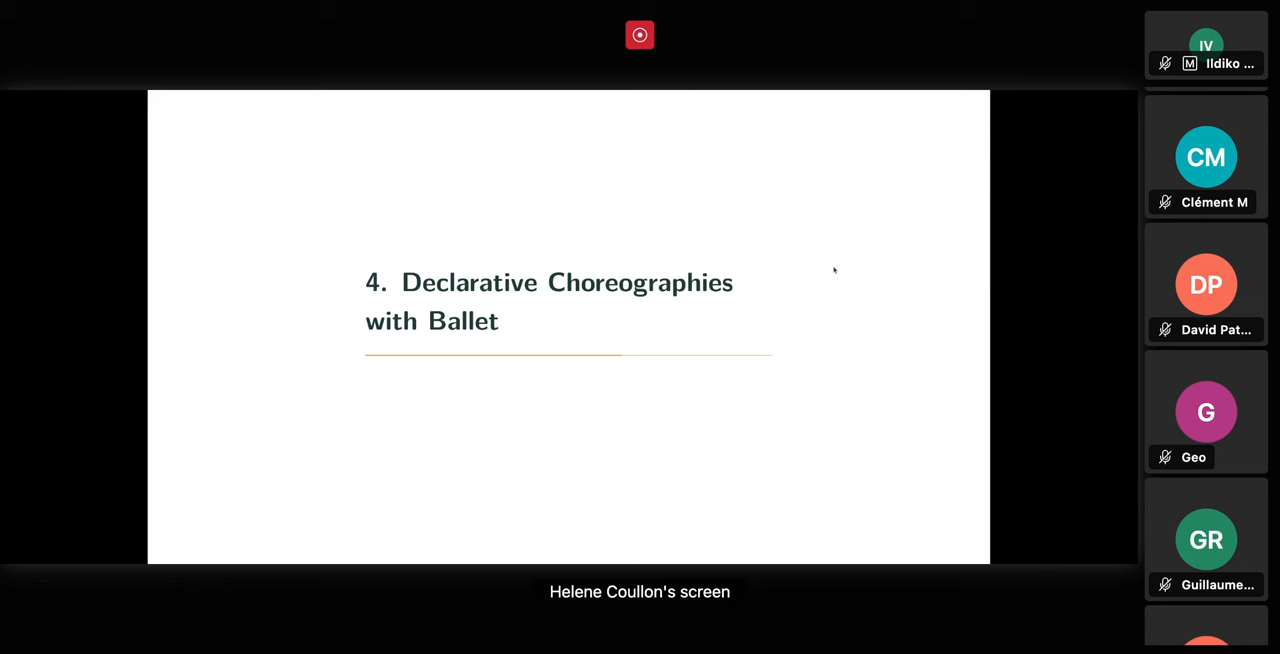 4. Declarative Choreographies
with Ballet
Helene Coullon's screen
IV
M Ildiko ...
CM
Clément M
DP
David Pat...
G
Geo
GR
Guillaume...